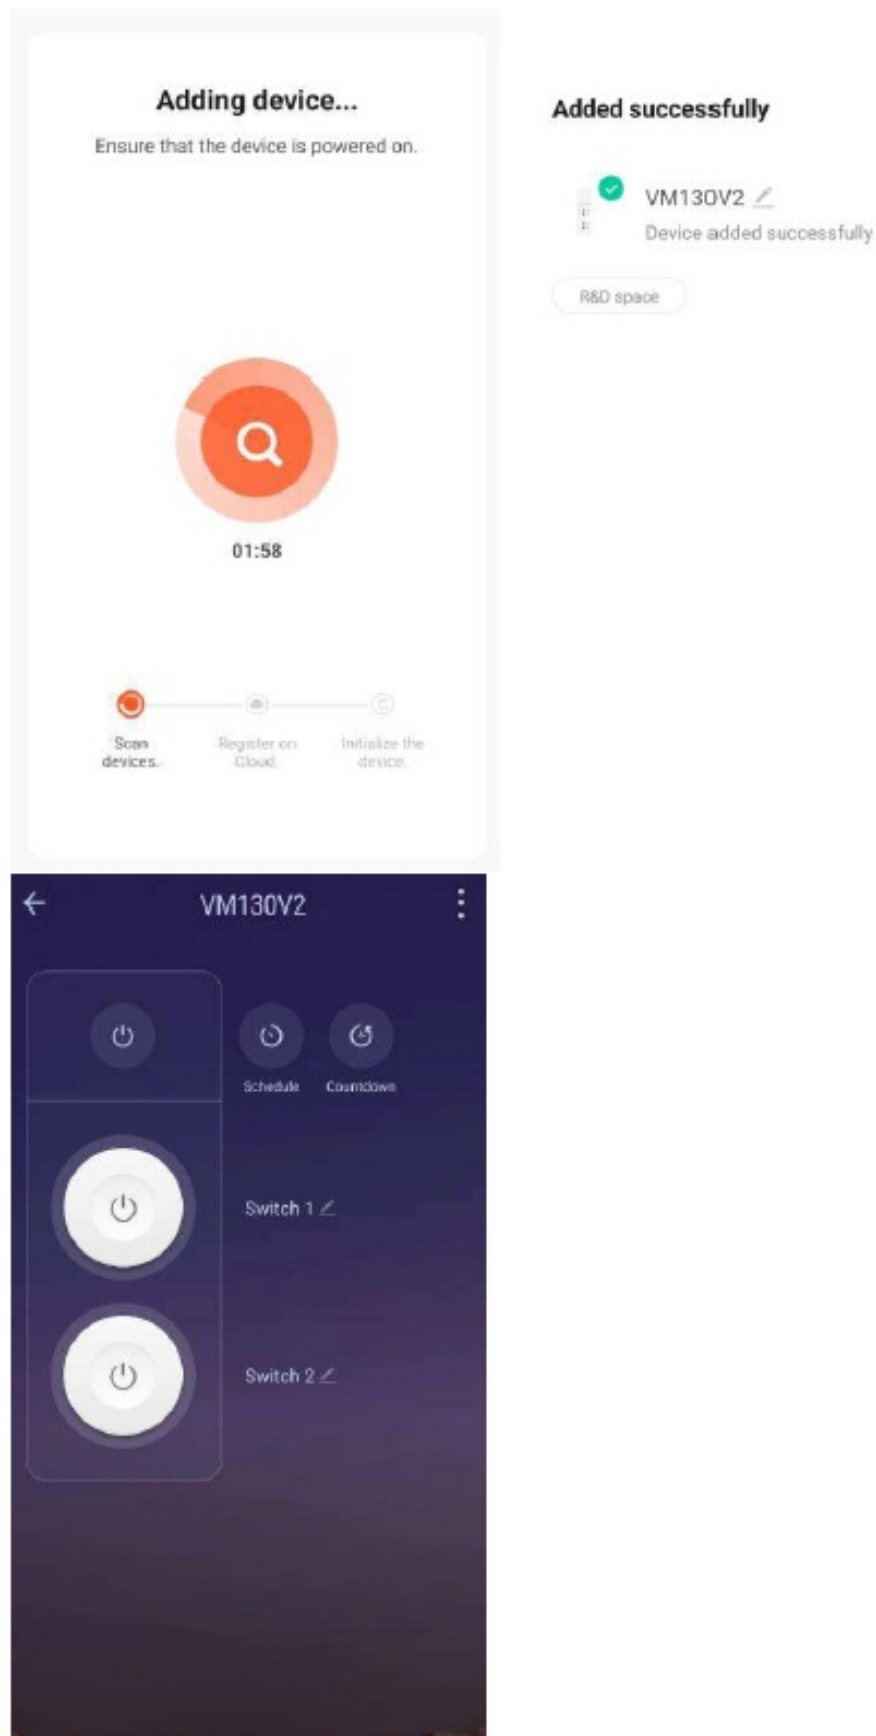 Adding device...
Ensure that the device is powered on.
01:58
Scan
devices.
Register on
Cloud.
Initialize the
device.
Added successfully
VM130V2
Device added successfully
R&D space
VM130V2
Schedule
Countdown
Switch 1
Switch 2